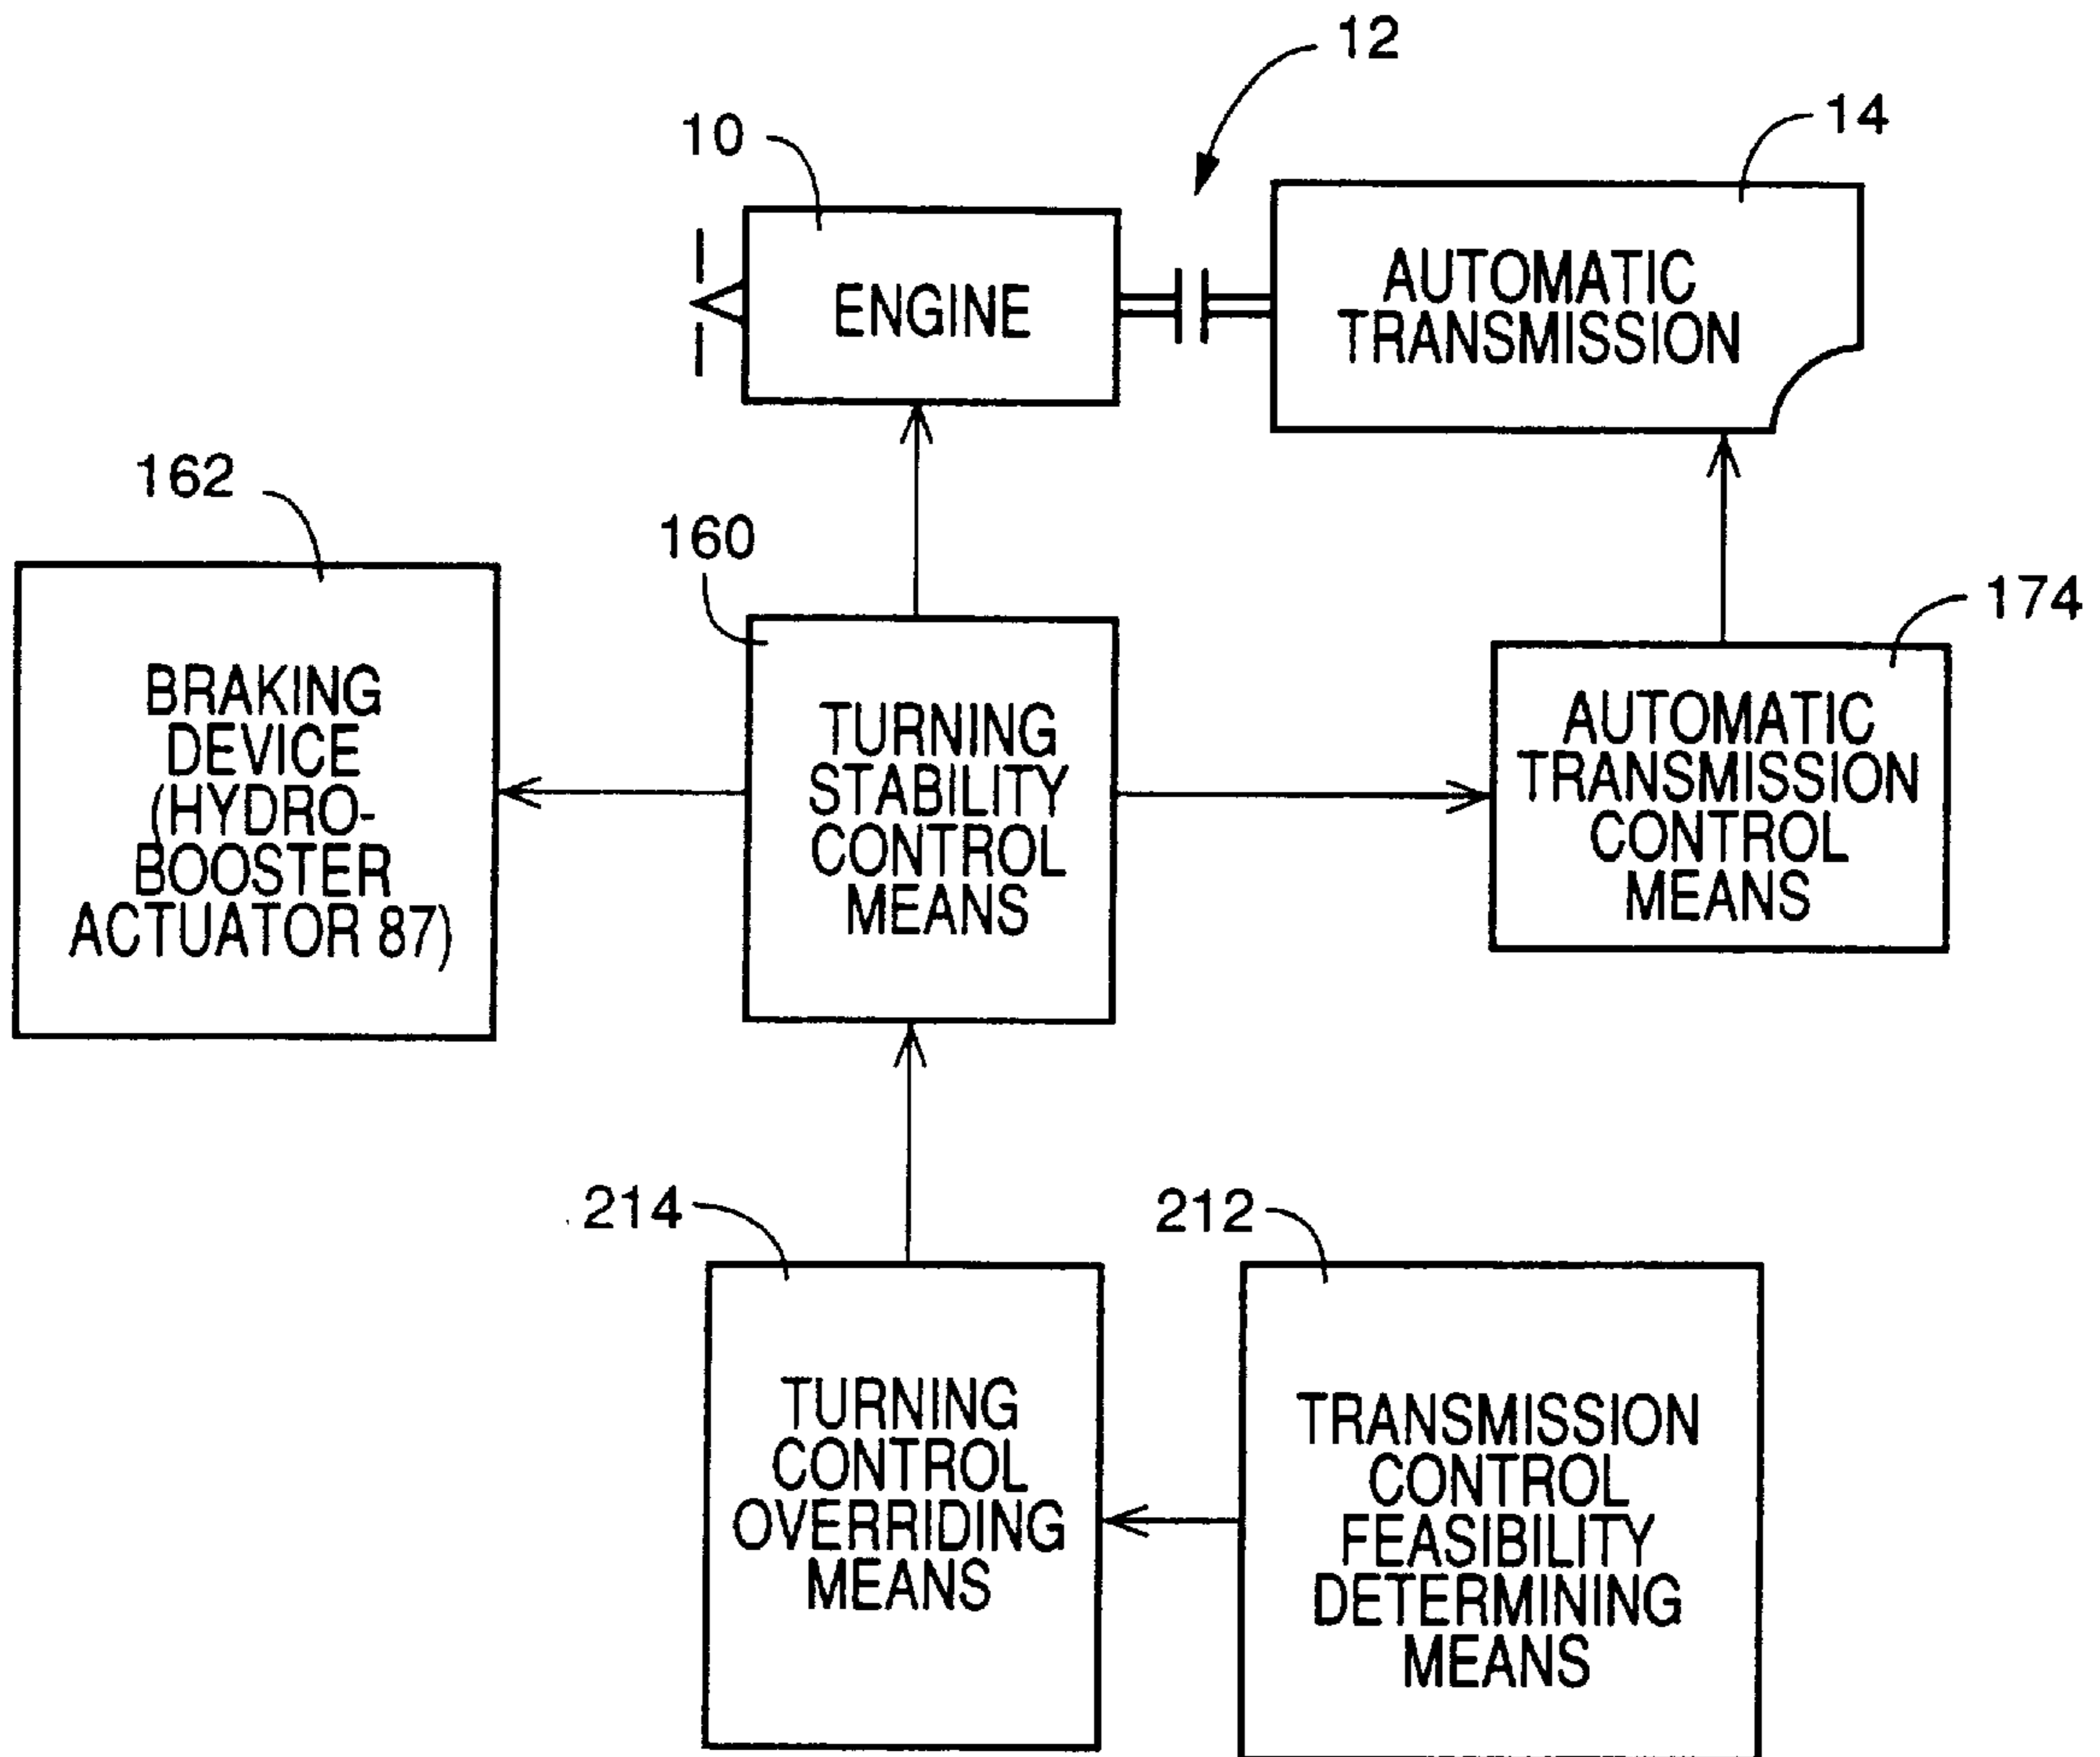 12
14
10
ENGINE
AUTOMATIC
TRANSMISSION
162
160
174
BRAKING
DEVICE
(HYDRO-
BOOSTER
ACTUATOR 87)
TURNING
STABILITY
CONTROL
MEANS
AUTOMATIC
TRANSMISSION
CONTROL
MEANS
214
212
TURNING
CONTROL
OVERRIDING
MEANS
TRANSMISSION
CONTROL
FEASIBILITY
DETERMINING
MEANS